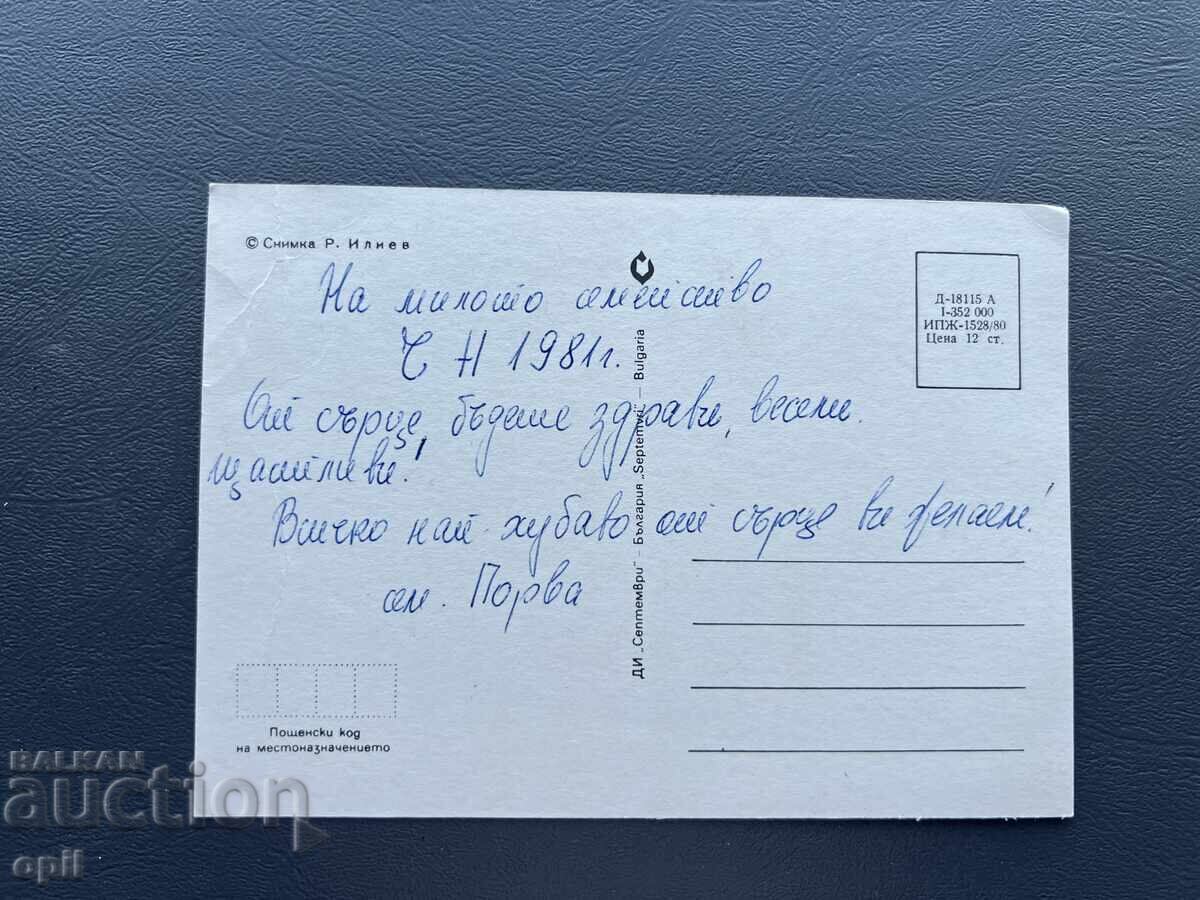 © Снимка Р. Илиев
На милото семейство
Ч Н 1981г.
От сърце, бъдете здрави, весели.
щастливи!
Всичко най-хубаво от сърце ви желаем!
сем. Порва
Д-18115 А
I-352 000
ИПЖ-1528/80
Цена 12 ст.
ДИ „Септември" — България „Septemvri" — Bulgaria
Пощенски код
на местоназначението
BALKAN
auction
opil